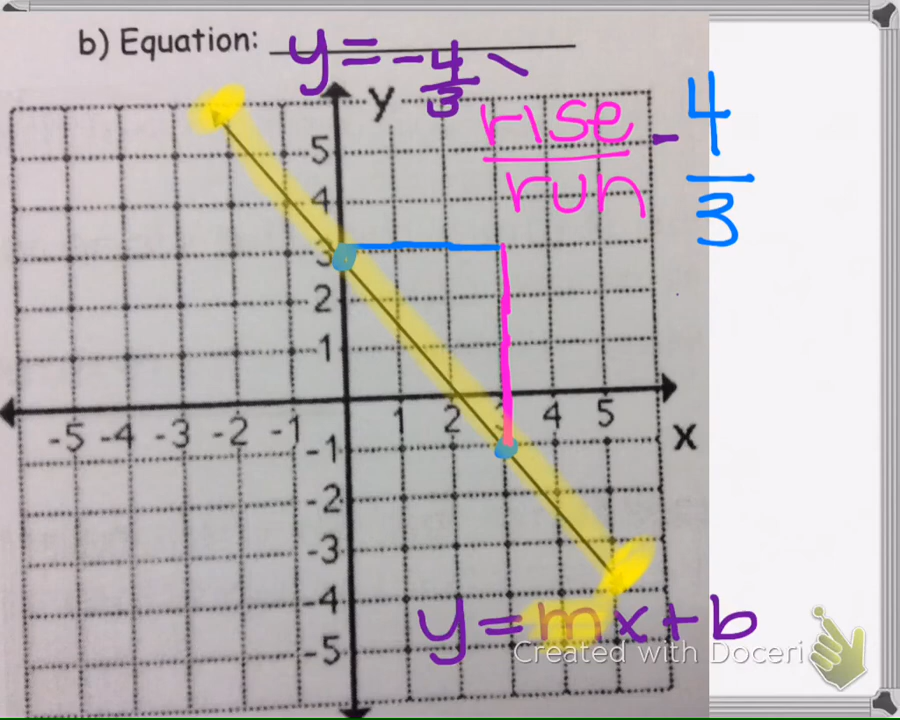 b) Equation: y = -4/3
y
rise/run - 4/3
5
4
3
2
1
-5 -4 -3 -2 -1 1 2 3 4 5
x
-1
-2
-3
-4
-5
y = mx + b
Created with Doceri